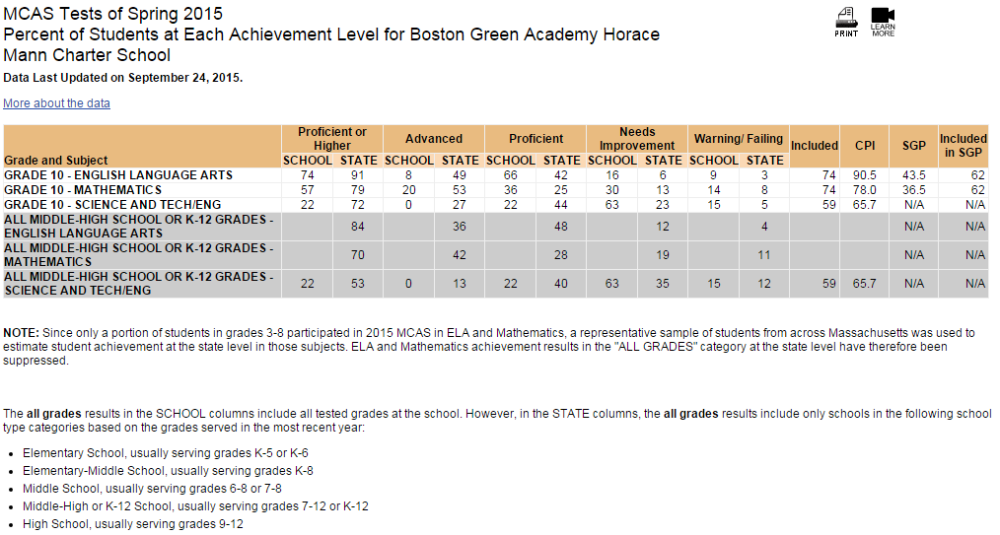 MCAS Tests of Spring 2015
Percent of Students at Each Achievement Level for Boston Green Academy Horace
Mann Charter School
Data Last Updated on September 24, 2015.
PRINT
LEARN
MORE
More about the data
Grade and Subject Proficient or Higher Advanced Proficient Needs Improvement Warning/ Failing Included CPI SGP Included in SGP
SCHOOL STATE SCHOOL STATE SCHOOL STATE SCHOOL STATE SCHOOL STATE
GRADE 10 - ENGLISH LANGUAGE ARTS 74 91 8 49 66 42 16 6 9 3 74 90.5 43.5 62
GRADE 10 - MATHEMATICS 57 79 20 53 36 25 30 13 14 8 74 78.0 36.5 62
GRADE 10 - SCIENCE AND TECH/ENG 22 72 0 27 22 44 63 23 15 5 59 65.7 N/A N/A
ALL MIDDLE-HIGH SCHOOL OR K-12 GRADES -
ENGLISH LANGUAGE ARTS 84 36 48 12 4 N/A N/A
ALL MIDDLE-HIGH SCHOOL OR K-12 GRADES -
MATHEMATICS 70 42 28 19 11 N/A N/A
ALL MIDDLE-HIGH SCHOOL OR K-12 GRADES -
SCIENCE AND TECH/ENG 22 53 0 13 22 40 63 35 15 12 59 65.7 N/A N/A
NOTE: Since only a portion of students in grades 3-8 participated in 2015 MCAS in ELA and Mathematics, a representative sample of students from across Massachusetts was used to
estimate student achievement at the state level in those subjects. ELA and Mathematics achievement results in the "ALL GRADES" category at the state level have therefore been
suppressed.
The all grades results in the SCHOOL columns include all tested grades at the school. However, in the STATE columns, the all grades results include only schools in the following school
type categories based on the grades served in the most recent year:
• Elementary School, usually serving grades K-5 or K-6
• Elementary-Middle School, usually serving grades K-8
• Middle School, usually serving grades 6-8 or 7-8
• Middle-High or K-12 School, usually serving grades 7-12 or K-12
• High School, usually serving grades 9-12